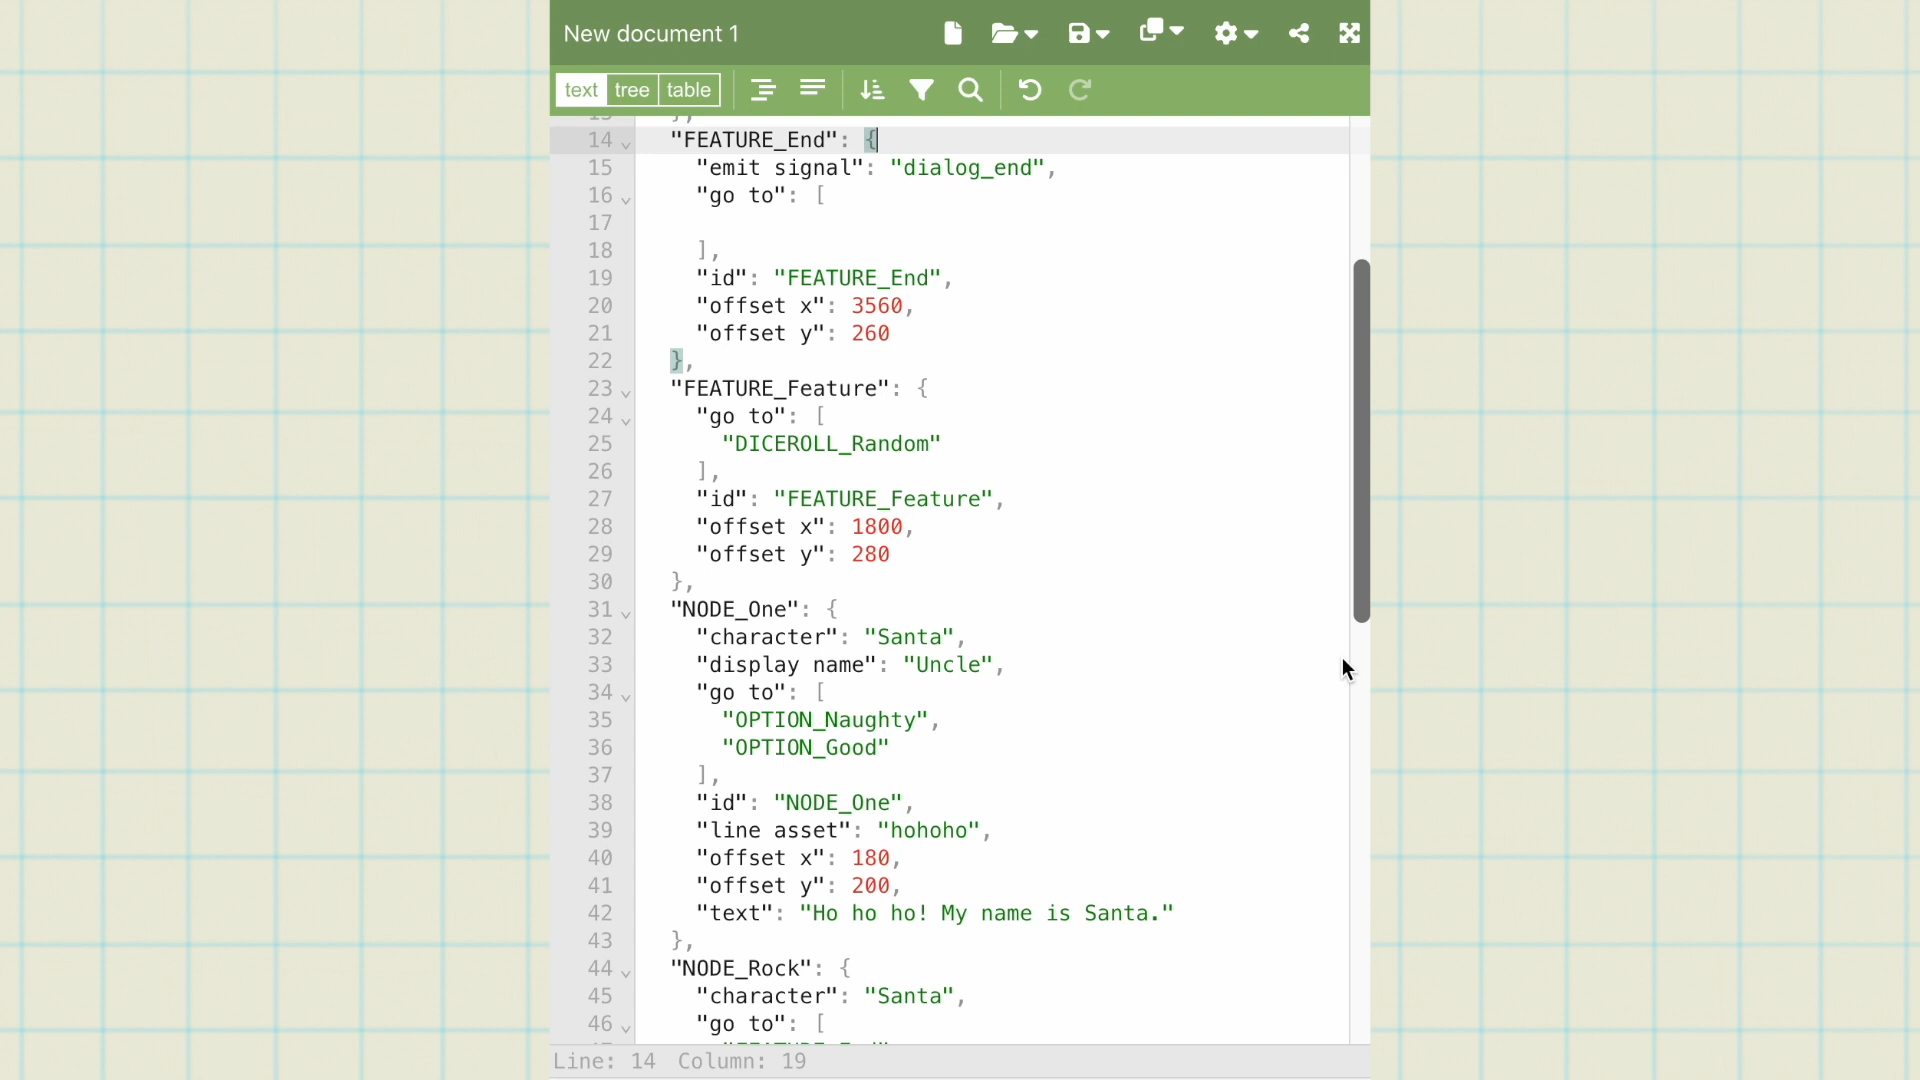 New document 1
text tree table
14 "FEATURE_End": {
15 "emit signal": "dialog_end",
16 "go to": [
17
18 ],
19 "id": "FEATURE_End",
20 "offset x": 3560,
21 "offset y": 260
22 },
23 "FEATURE_Feature": {
24 "go to": [
25 "DICEROLL_Random"
26 ],
27 "id": "FEATURE_Feature",
28 "offset x": 1800,
29 "offset y": 280
30 },
31 "NODE_One": {
32 "character": "Santa",
33 "display name": "Uncle",
34 "go to": [
35 "OPTION_Naughty",
36 "OPTION_Good"
37 ],
38 "id": "NODE_One",
39 "line asset": "hohoho",
40 "offset x": 180,
41 "offset y": 200,
42 "text": "Ho ho ho! My name is Santa."
43 },
44 "NODE_Rock": {
45 "character": "Santa",
46 "go to": [
Line: 14 Column: 19